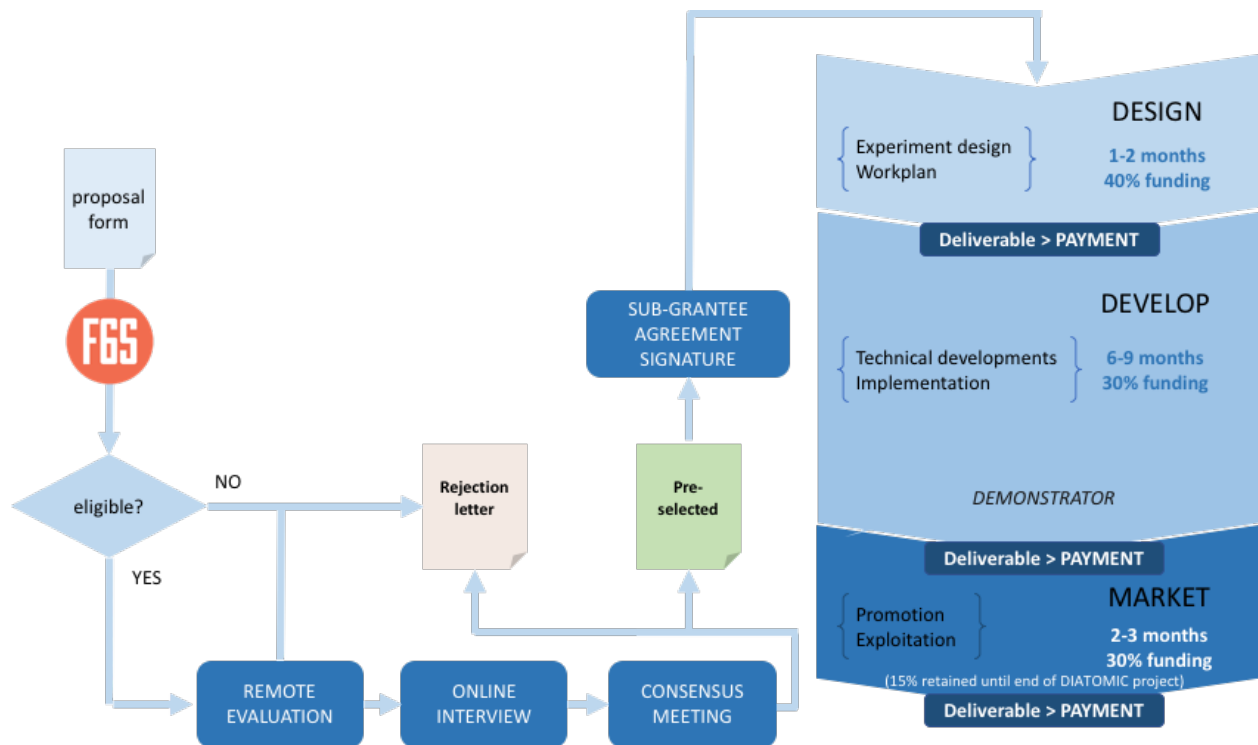 proposal
form
F6S
eligible?
NO
YES
REMOTE
EVALUATION
ONLINE
INTERVIEW
CONSENSUS
MEETING
Rejection
letter
Pre-
selected
SUB-GRANTEE
AGREEMENT
SIGNATURE
DESIGN
Experiment design
Workplan
1-2 months
40% funding
Deliverable > PAYMENT
DEVELOP
Technical developments
Implementation
6-9 months
30% funding
DEMONSTRATOR
Deliverable > PAYMENT
MARKET
Promotion
Exploitation
2-3 months
30% funding
(15% retained until end of DIATOMIC project)
Deliverable > PAYMENT